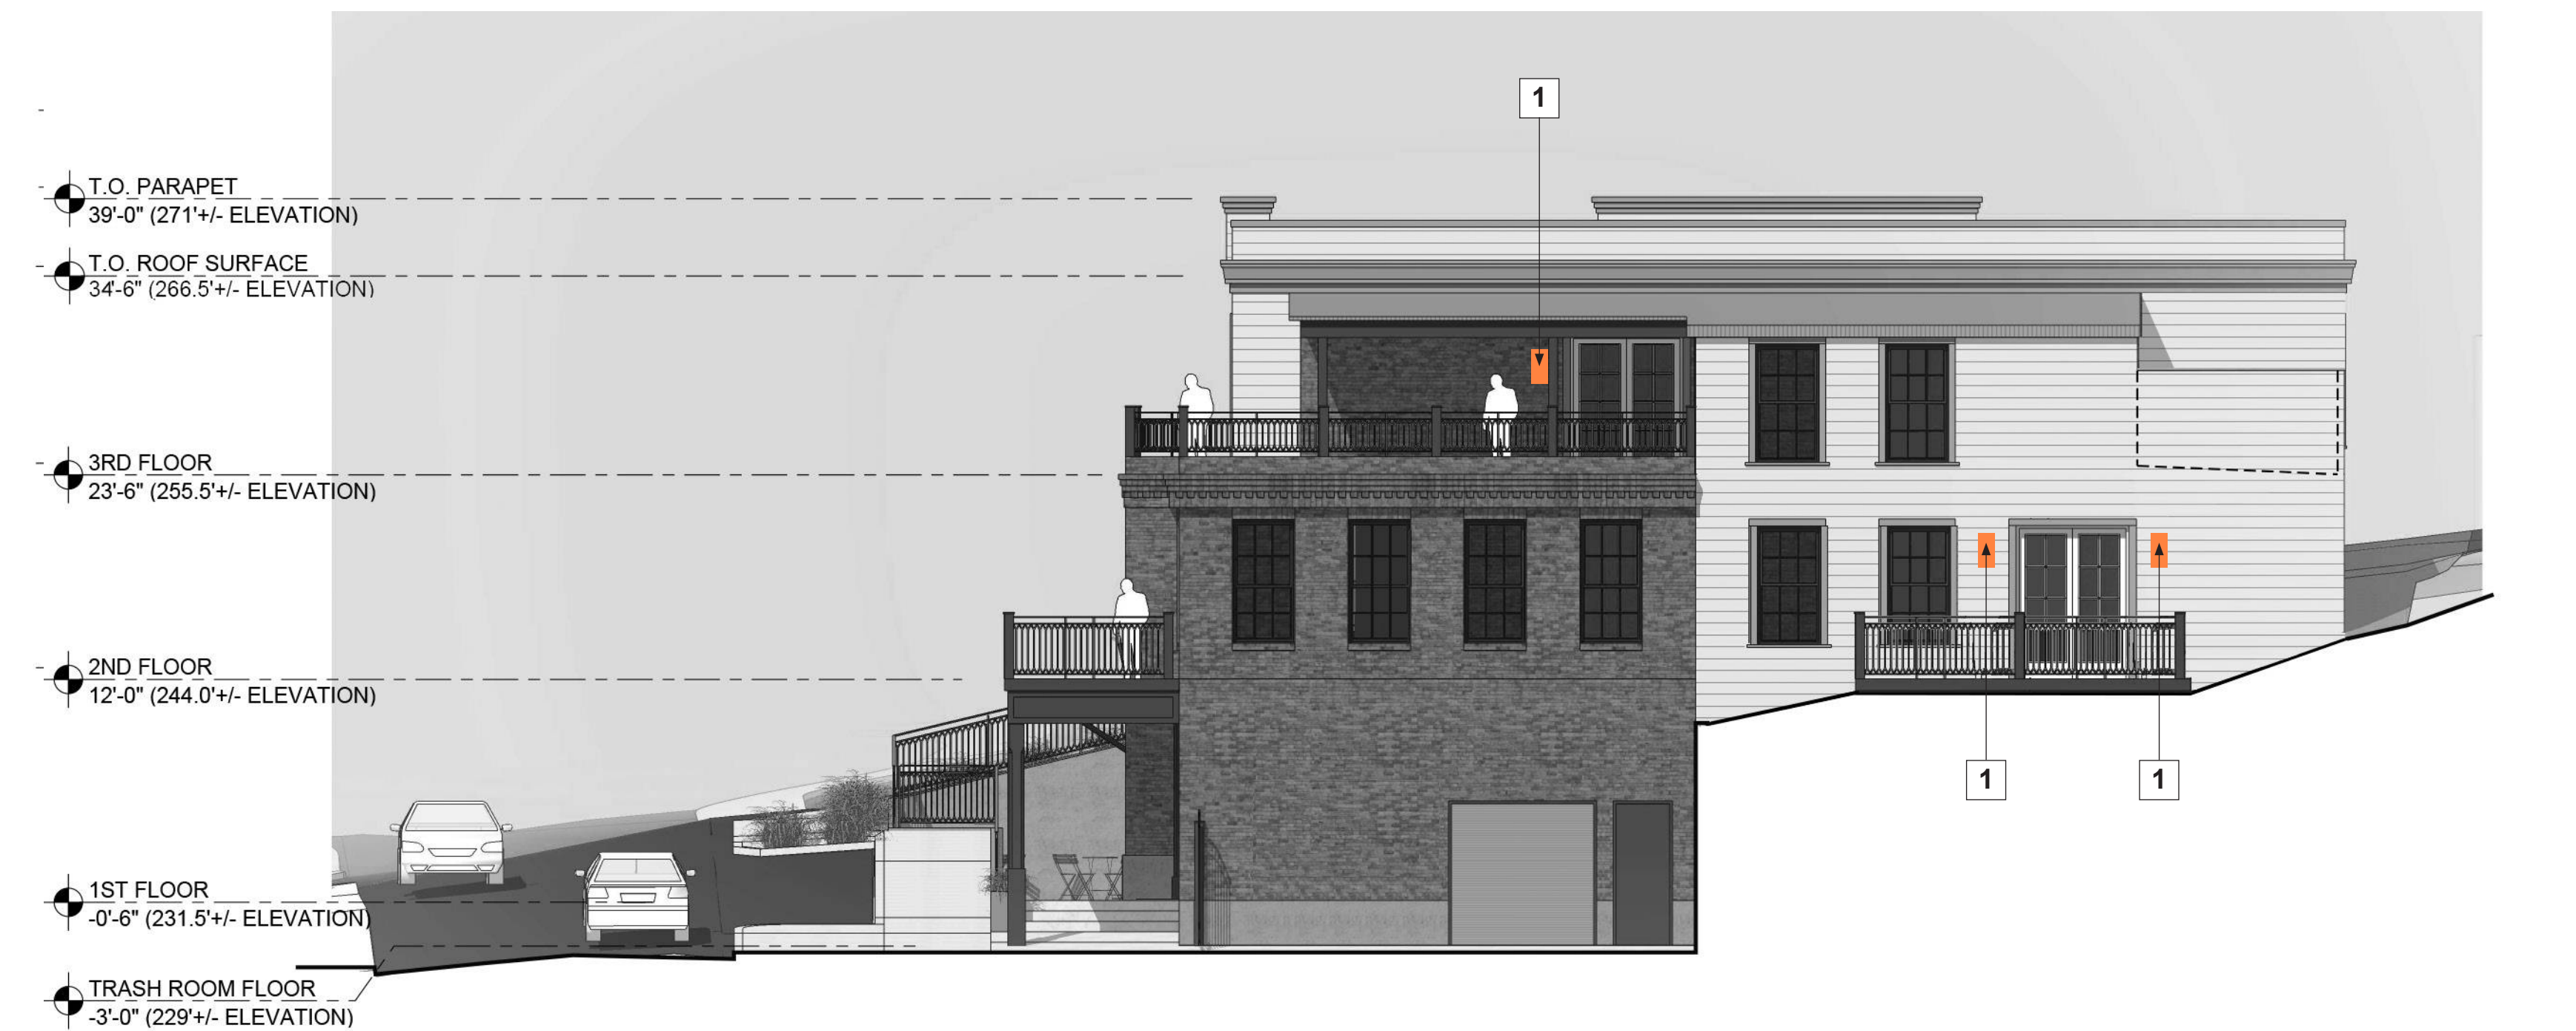 1
T.O. PARAPET
39'-0" (271'+/- ELEVATION)
T.O. ROOF SURFACE
34'-6" (266.5'+/- ELEVATION)
3RD FLOOR
23'-6" (255.5'+/- ELEVATION)
2ND FLOOR
12'-0" (244.0'+/- ELEVATION)
1 1
1ST FLOOR
-0'-6" (231.5'+/- ELEVATION)
TRASH ROOM FLOOR
-3'-0" (229'+/- ELEVATION)